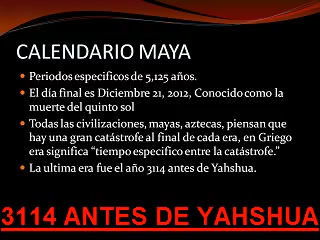 CALENDARIO MAYA
Periodos especificos de 5,125 años.
El día final es Diciembre 21, 2012, Conocido como la
muerte del quinto sol
Todas las civilizaciones, mayas, aztecas, piensan que
hay una gran catástrofe al final de cada era, en Griego
era significa “tiempo especifico entre la catástrofe.”
La ultima era fue el año 3114 antes de Yahshua.
3114 ANTES DE YAHSHUA